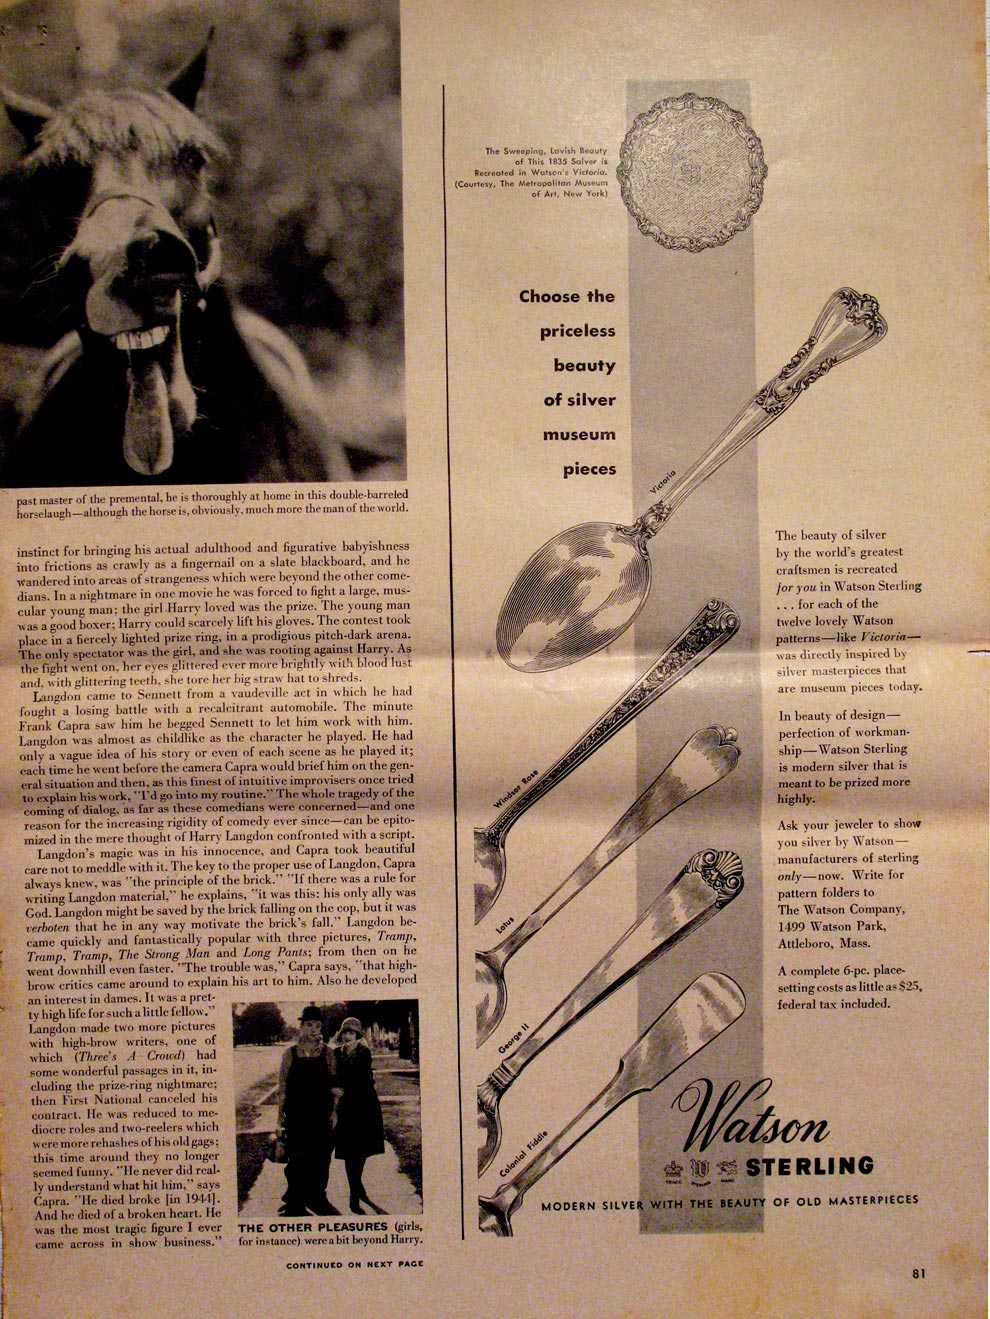 past master of the premental, he is thoroughly at home in this double-barreled
horselaugh—although the horse is, obviously, much more the man of the world.
instinct for bringing his actual adulthood and figurative babyishness
into frictions as crawly as a fingernail on a slate blackboard, and he
wandered into areas of strangeness which were beyond the other come-
dians. In a nightmare in one movie he was forced to fight a large, mus-
cular young man; the girl Harry loved was the prize. The young man
was a good boxer; Harry could scarcely lift his gloves. The contest took
place in a fiercely lighted prize ring, in a prodigious pitch-dark arena.
The only spectator was the girl, and she was rooting against Harry. As
the fight went on, her eyes glittered ever more brightly with blood lust
and, with glittering teeth, she tore her big straw hat to shreds.
Langdon came to Sennett from a vaudeville act in which he had
fought a losing battle with a recalcitrant automobile. The minute
Frank Capra saw him he begged Sennett to let him work with him.
Langdon was almost as childlike as the character he played. He had
only a vague idea of his story or even of each scene as he played it;
each time he went before the camera Capra would brief him on the gen-
eral situation and then, as this finest of intuitive improvisers once tried
to explain his work, "I'd go into my routine." The whole tragedy of the
coming of dialog, as far as these comedians were concerned—and one
reason for the increasing rigidity of comedy ever since—can be epito-
mized in the mere thought of Harry Langdon confronted with a script.
Langdon's magic was in his innocence, and Capra took beautiful
care not to meddle with it. The key to the proper use of Langdon, Capra
always knew, was "the principle of the brick." "If there was a rule for
writing Langdon material," he explains, "it was this: his only ally was
God. Langdon might be saved by the brick falling on the cop, but it was
verboten that he in any way motivate the brick's fall." Langdon be-
came quickly and fantastically popular with three pictures, Tramp,
Tramp, Tramp, The Strong Man and Long Pants; from then on he
went downhill even faster. "The trouble was," Capra says, "that high-
brow critics came around to explain his art to him. Also he developed
an interest in dames. It was a pret-
ty high life for such a little fellow."
Langdon made two more pictures
with high-brow writers, one of
which (Three's A Crowd) had
some wonderful passages in it, in-
cluding the prize-ring nightmare;
then First National canceled his
contract. He was reduced to me-
diocre roles and two-reelers which
were more rehashes of his old gags;
this time around they no longer
seemed funny. "He never did real-
ly understand what hit him," says
Capra. "He died broke [in 1944].
And he died of a broken heart. He
was the most tragic figure I ever
came across in show business."
THE OTHER PLEASURES (girls,
for instance) were a bit beyond Harry.
CONTINUED ON NEXT PAGE
The Sweeping, Lavish Beauty
of This 1835 Salver is
Recreated in Watson's Victoria.
(Courtesy, The Metropolitan Museum
of Art, New York)
Choose the
priceless
beauty
of silver
museum
pieces
Victoria
Windsor Rose
Lotus
George II
Colonial Fiddle
The beauty of silver
by the world's greatest
craftsmen is recreated
for you in Watson Sterling
. . . for each of the
twelve lovely Watson
patterns—like Victoria—
was directly inspired by
silver masterpieces that
are museum pieces today.
In beauty of design—
perfection of workman-
ship—Watson Sterling
is modern silver that is
meant to be prized more
highly.
Ask your jeweler to show
you silver by Watson—
manufacturers of sterling
only—now. Write for
pattern folders to
The Watson Company,
1499 Watson Park,
Attleboro, Mass.
A complete 6-pc. place-
setting costs as little as $25,
federal tax included.
Watson
TRADE STERLING MARK
STERLING
MODERN SILVER WITH THE BEAUTY OF OLD MASTERPIECES
81